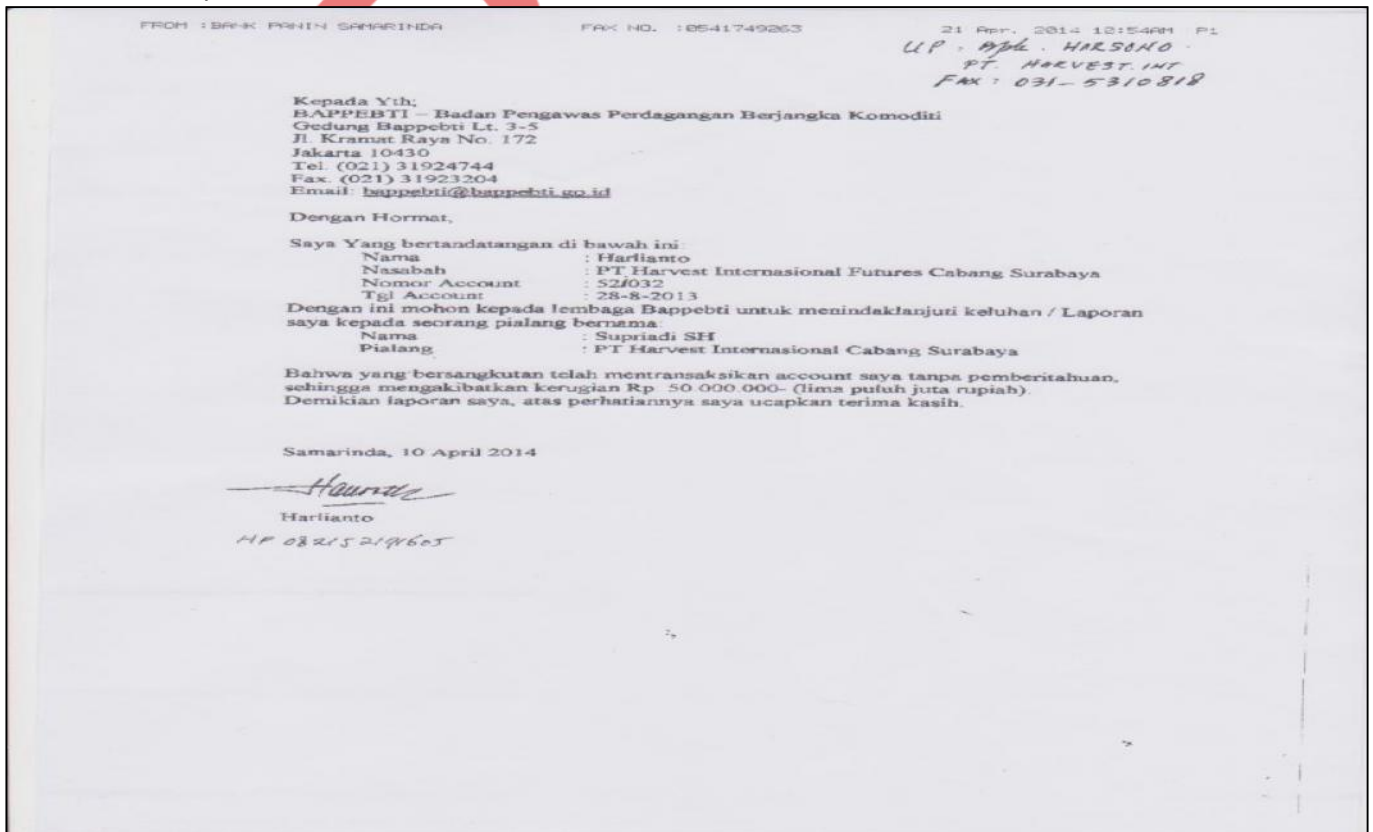 FROM : BANK PANIN SAMARINDA FAX NO. : 0541749263 21 Apr. 2014 12:54AM P1
UP. Bpk. HARSONO.
PT. HARVEST. INT
FAX : 031-5310818
Kepada Yth;
BAPPEBTI – Badan Pengawas Perdagangan Berjangka Komoditi
Gedung Bappebti Lt. 3-5
Jl. Kramat Raya No. 172
Jakarta 10430
Tel. (021) 31924744
Fax. (021) 31923204
Email: bappebti@bappebti.go.id
Dengan Hormat,
Saya Yang bertandatangan di bawah ini:
Nama : Harlianto
Nasabah : PT Harvest Internasional Futures Cabang Surabaya
Nomor Account : 521032
Tgl Account : 28-8-2013
Dengan ini mohon kepada lembaga Bappebti untuk menindaklanjuti keluhan / Laporan
saya kepada seorang pialang bernama:
Nama : Supriadi SH
Pialang : PT Harvest Internasional Cabang Surabaya
Bahwa yang bersangkutan telah mentransaksikan account saya tanpa pemberitahuan,
sehingga mengakibatkan kerugian Rp 50.000.000- (lima puluh juta rupiah).
Demikian laporan saya, atas perhatiannya saya ucapkan terima kasih.
Samarinda, 10 April 2014
Harlianto
HP 082152191605